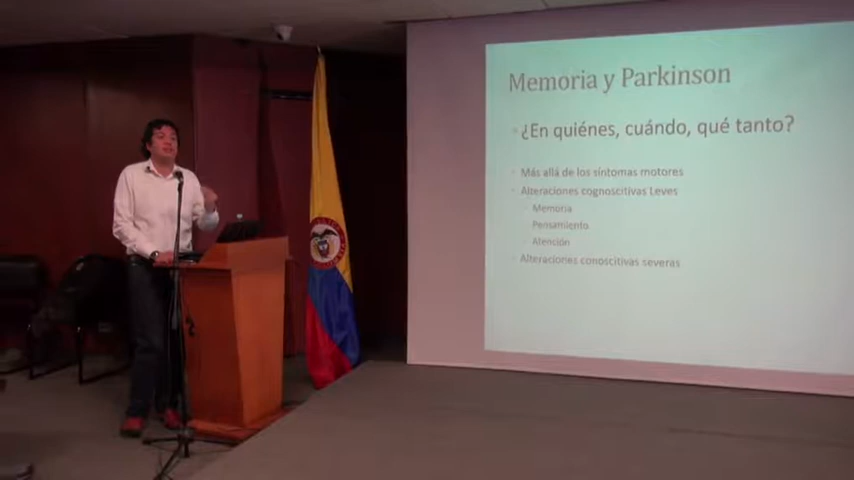 Memoria y Parkinson
¿En quiénes, cuándo, qué tanto?
Más allá de los síntomas motores
Alteraciones cognoscitivas Leves
Memoria
Pensamiento
Atención
Alteraciones conoscitivas severas